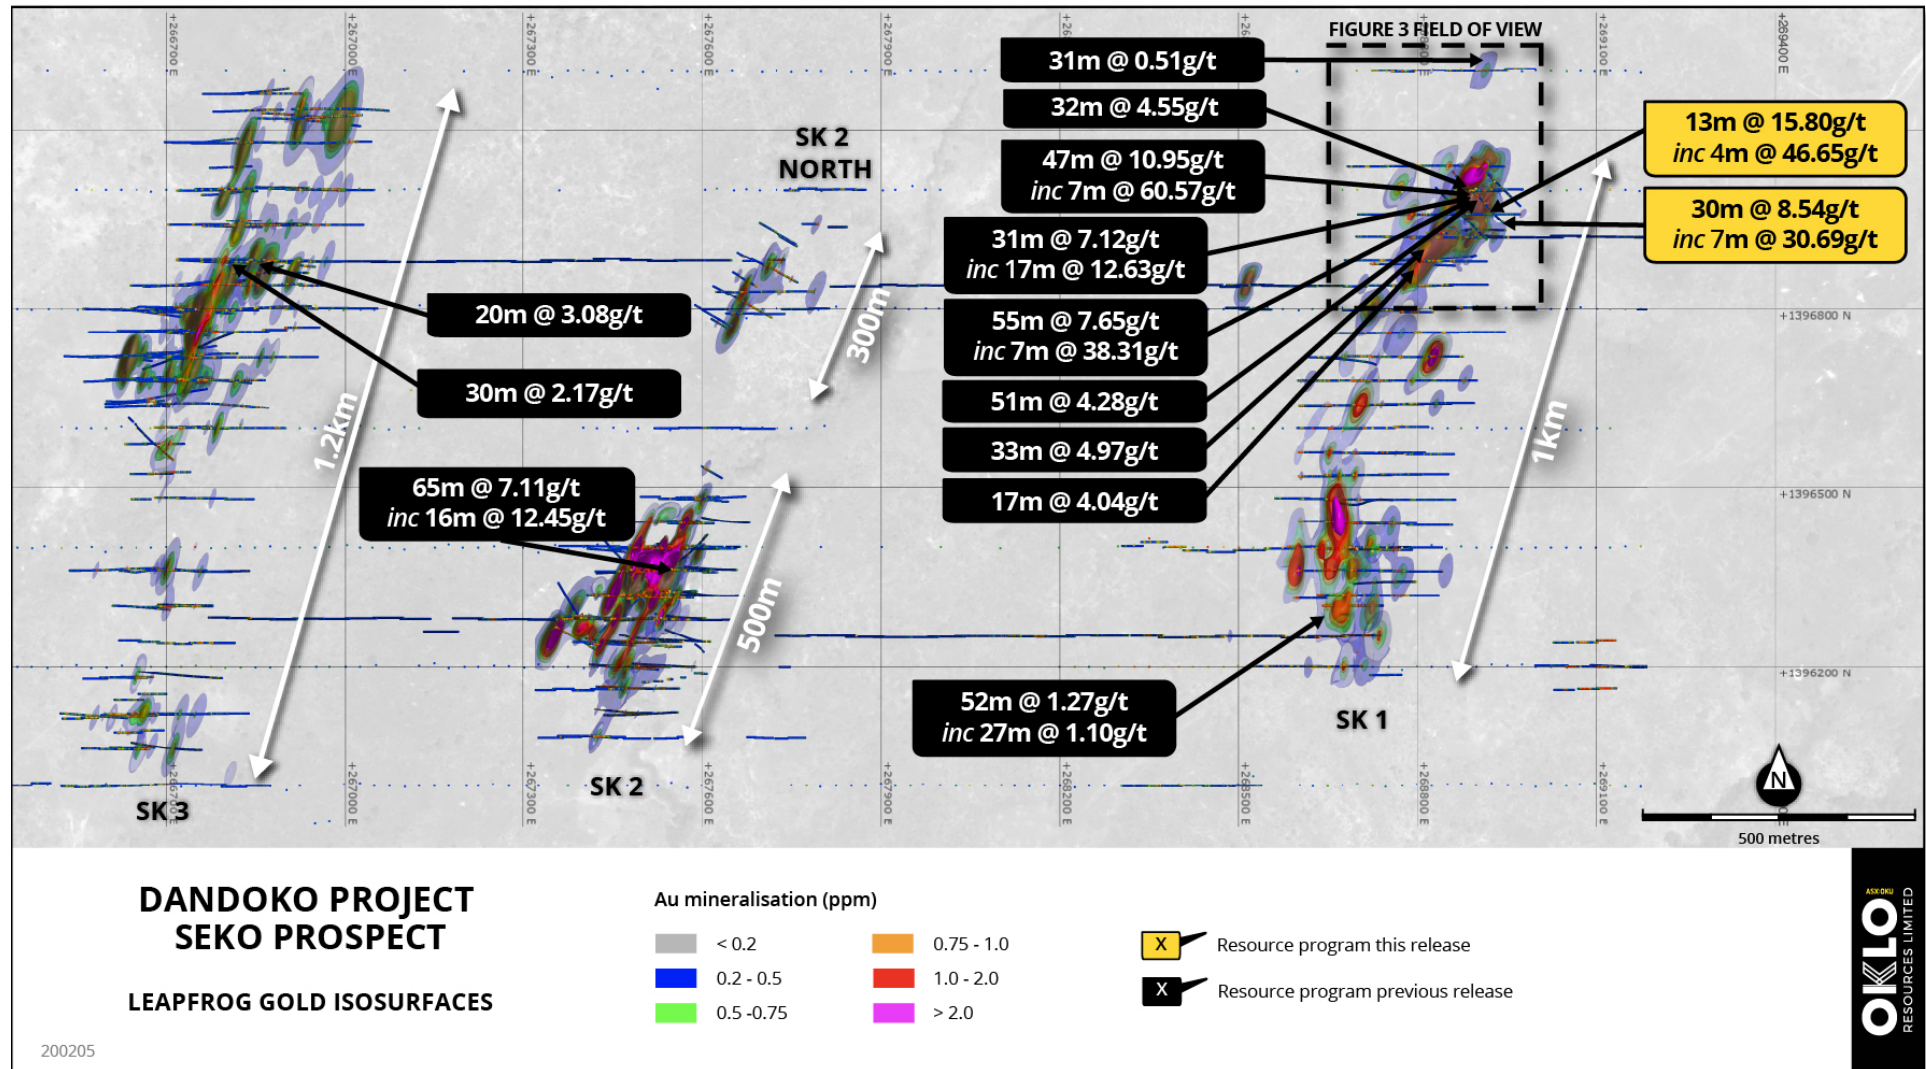 +266700 E
+267000 E
+267300 E
+267600 E
+267900 E
FIGURE 3 FIELD OF VIEW
+269100 E
+269400 E
31m @ 0.51g/t
32m @ 4.55g/t
47m @ 10.95g/t
inc 7m @ 60.57g/t
31m @ 7.12g/t
inc 17m @ 12.63g/t
55m @ 7.65g/t
inc 7m @ 38.31g/t
51m @ 4.28g/t
33m @ 4.97g/t
17m @ 4.04g/t
13m @ 15.80g/t
inc 4m @ 46.65g/t
30m @ 8.54g/t
inc 7m @ 30.69g/t
SK 2
NORTH
20m @ 3.08g/t
30m @ 2.17g/t
65m @ 7.11g/t
inc 16m @ 12.45g/t
52m @ 1.27g/t
inc 27m @ 1.10g/t
1.2km
300m
500m
1km
+1396800 N
+1396500 N
+1396200 N
SK 3
SK 2
SK 1
+267000 E
+267300 E
+267600 E
+267900 E
+268200 E
+268500 E
+268800 E
+269100 E
N
500 metres
DANDOKO PROJECT
SEKO PROSPECT
LEAPFROG GOLD ISOSURFACES
200205
Au mineralisation (ppm)
< 0.2
0.2 - 0.5
0.5 -0.75
0.75 - 1.0
1.0 - 2.0
> 2.0
X Resource program this release
X Resource program previous release
ASX:OKU
OKLO
RESOURCES LIMITED